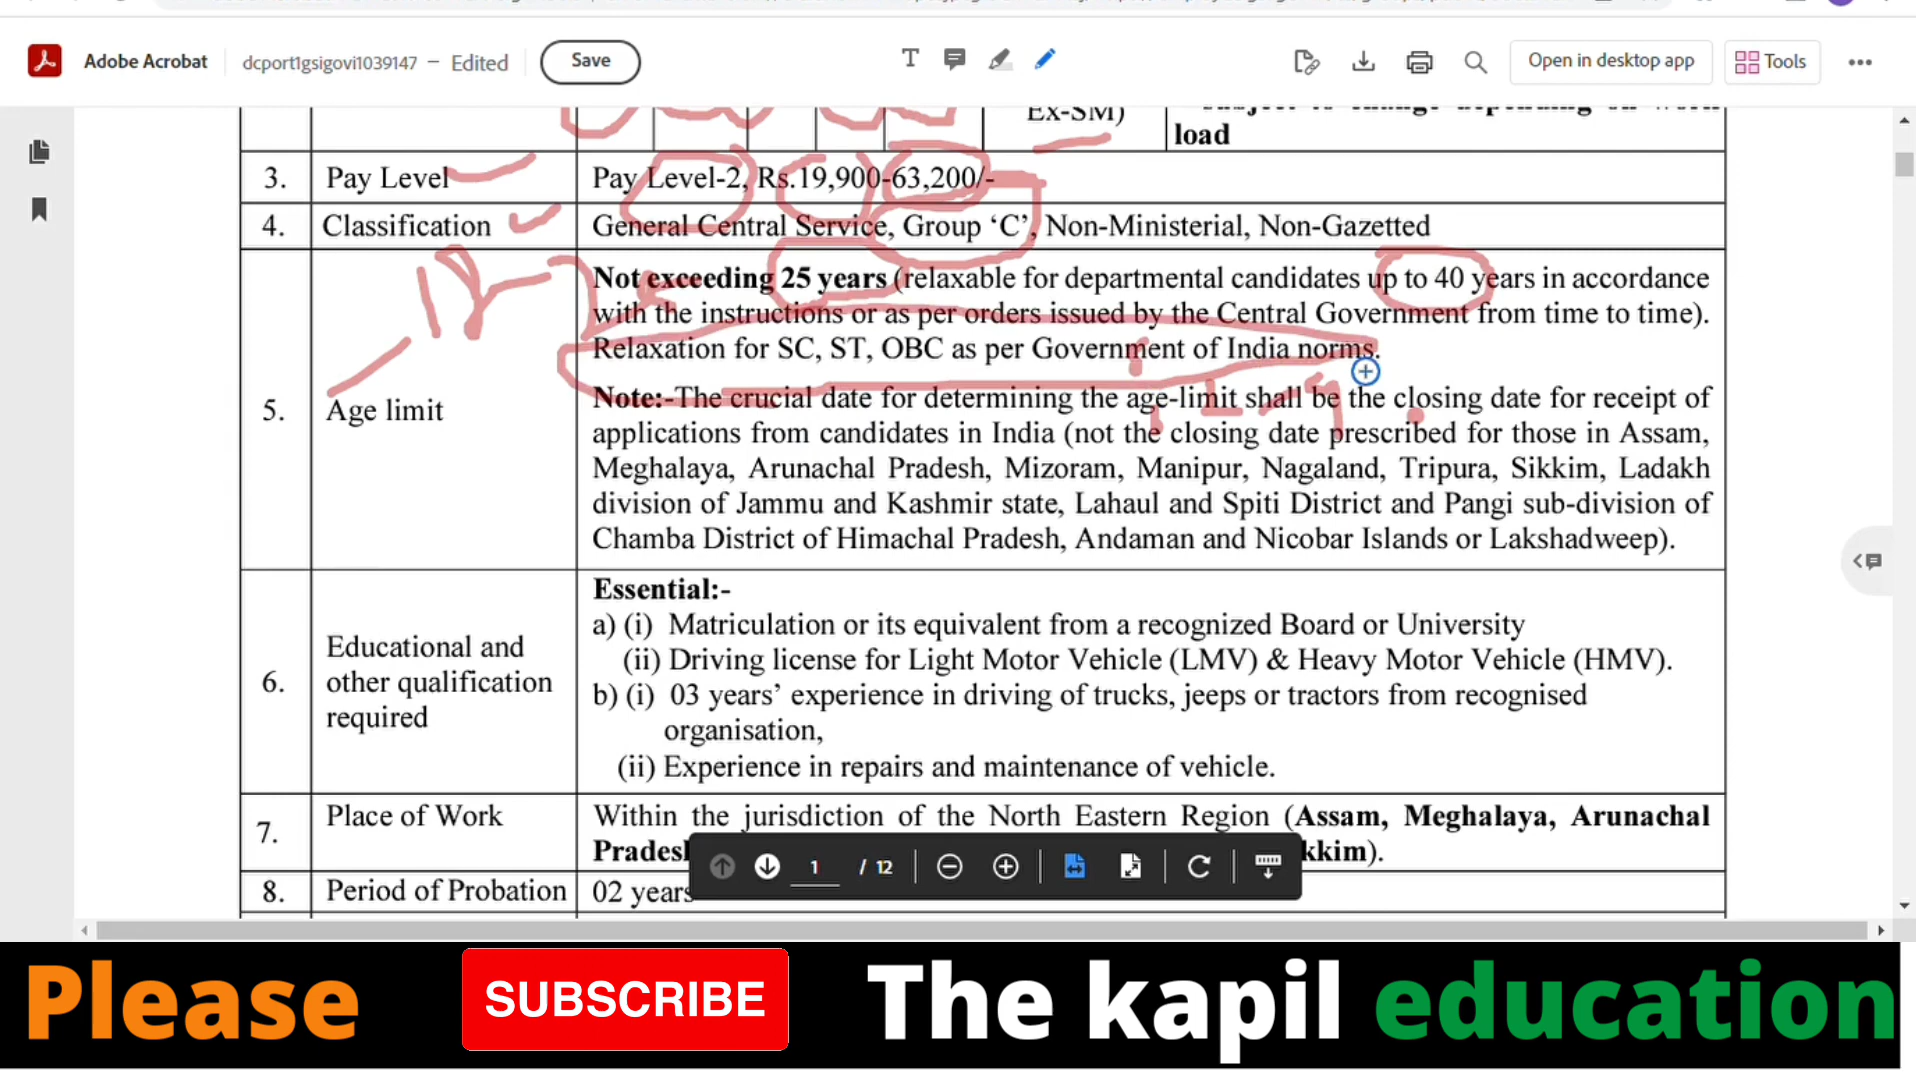 Adobe Acrobat
dcport1gsigovi1039147 – Edited
Save
Open in desktop app
Tools
Ex-SM)
subject to change depending on work
load
3. Pay Level Pay Level-2, Rs.19,900-63,200/-
4. Classification General Central Service, Group ‘C’, Non-Ministerial, Non-Gazetted
18-2
Not exceeding 25 years (relaxable for departmental candidates up to 40 years in accordance
with the instructions or as per orders issued by the Central Government from time to time).
Relaxation for SC, ST, OBC as per Government of India norms.
5. Age limit
Note:-The crucial date for determining the age-limit shall be the closing date for receipt of
applications from candidates in India (not the closing date prescribed for those in Assam,
Meghalaya, Arunachal Pradesh, Mizoram, Manipur, Nagaland, Tripura, Sikkim, Ladakh
division of Jammu and Kashmir state, Lahaul and Spiti District and Pangi sub-division of
Chamba District of Himachal Pradesh, Andaman and Nicobar Islands or Lakshadweep).
6. Educational and
other qualification
required
Essential:-
a) (i) Matriculation or its equivalent from a recognized Board or University
(ii) Driving license for Light Motor Vehicle (LMV) & Heavy Motor Vehicle (HMV).
b) (i) 03 years’ experience in driving of trucks, jeeps or tractors from recognised
organisation,
(ii) Experience in repairs and maintenance of vehicle.
7. Place of Work Within the jurisdiction of the North Eastern Region (Assam, Meghalaya, Arunachal
Pradesh kkim).
1 / 12
8. Period of Probation 02 years
Please SUBSCRIBE The kapil education